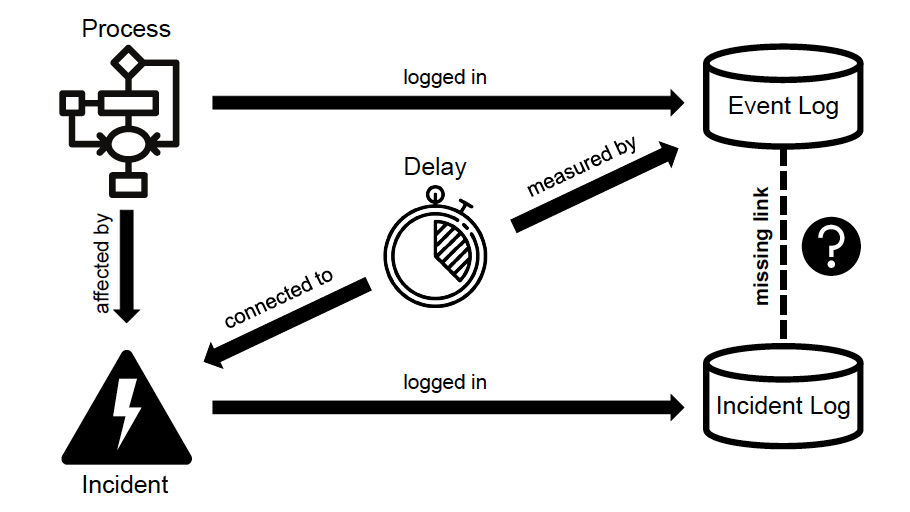 Process
logged in
Event Log
Delay
measured by
affected by
missing link
?
connected to
logged in
Incident Log
Incident